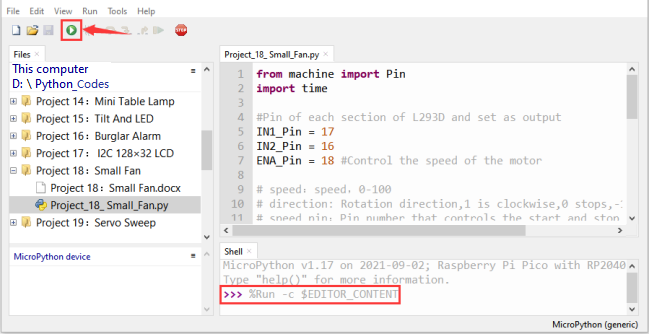 File Edit View Run Tools Help
STOP
Files ×
This computer
D: \ Python_Codes
Project 14：Mini Table Lamp
Project 15：Tilt And LED
Project 16：Burglar Alarm
Project 17： I2C 128×32 LCD
Project 18：Small Fan
Project 18：Small Fan.docx
Project_18_ Small_Fan.py
Project 19：Servo Sweep
MicroPython device
Project_18_ Small_Fan.py ×
1 from machine import Pin
2 import time
3
4 #Pin of each section of L293D and set as output
5 IN1_Pin = 17
6 IN2_Pin = 16
7 ENA_Pin = 18 #Control the speed of the motor
8
9 # speed：speed，0-100
10 # direction: Rotation direction,1 is clockwise,0 stops,-
11 # speed pin：Pin number that controls the start and stop
Shell ×
MicroPython v1.17 on 2021-09-02; Raspberry Pi Pico with RP2040
Type "help()" for more information.
>>> %Run -c $EDITOR_CONTENT
MicroPython (generic)